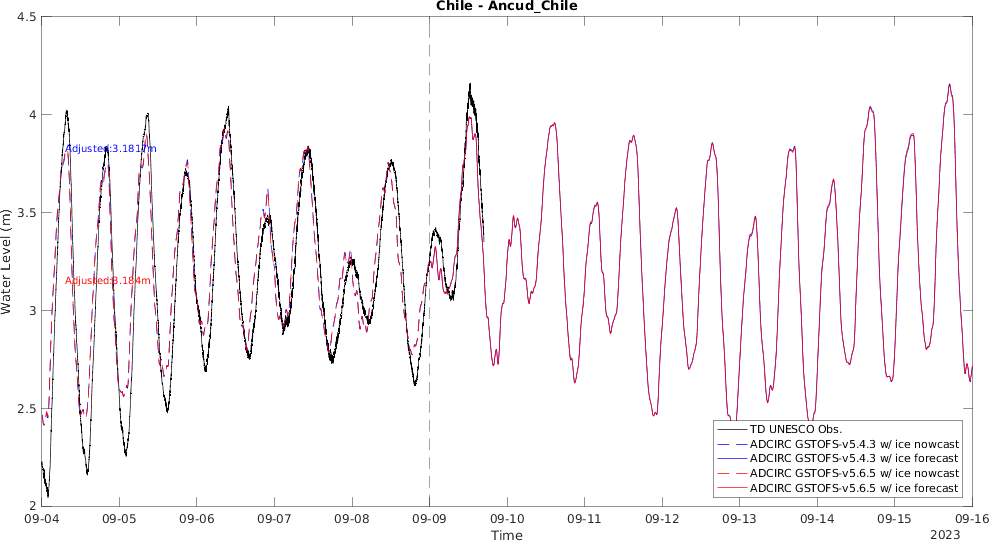 Chile - Ancud_Chile
4.5
4
3.5
3
2.5
2
Water Level (m)
Adjusted:3.1817m
Adjusted:3.184m
TD UNESCO Obs.
ADCIRC GSTOFS-v5.4.3 w/ ice nowcast
ADCIRC GSTOFS-v5.4.3 w/ ice forecast
ADCIRC GSTOFS-v5.6.5 w/ ice nowcast
ADCIRC GSTOFS-v5.6.5 w/ ice forecast
09-04 09-05 09-06 09-07 09-08 09-09 09-10 09-11 09-12 09-13 09-14 09-15 09-16
Time 2023